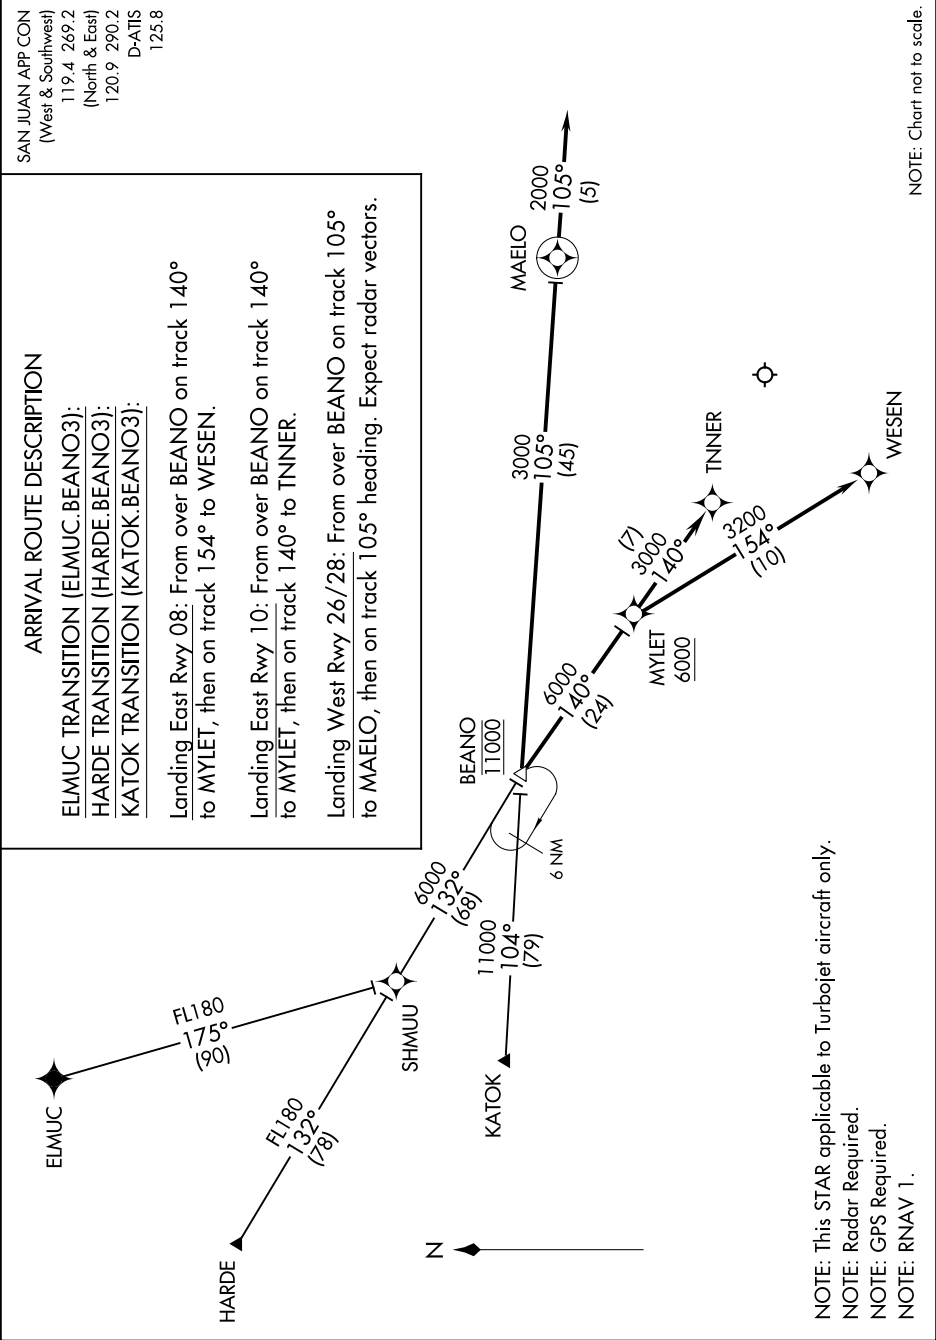 SAN JUAN APP CON
(West & Southwest)
119.4 269.2
(North & East)
120.9 290.2
D-ATIS
125.8
ARRIVAL ROUTE DESCRIPTION
ELMUC TRANSITION (ELMUC.BEANO3):
HARDE TRANSITION (HARDE.BEANO3):
KATOK TRANSITION (KATOK.BEANO3):
Landing East Rwy 08: From over BEANO on track 140°
to MYLET, then on track 154° to WESEN.
Landing East Rwy 10: From over BEANO on track 140°
to MYLET, then on track 140° to TNNER.
Landing West Rwy 26/28: From over BEANO on track 105°
to MAELO, then on track 105° heading. Expect radar vectors.
ELMUC
FL180
175°
(90)
HARDE
FL180
132°
(78)
SHMUU
6000
132°
(68)
KATOK
11000
104°
(79)
BEANO
11000
6 NM
3000
105°
(45)
MAELO
2000
105°
(5)
6000
140°
(24)
MYLET
6000
(7)
3000
140°
TNNER
3200
154°
(10)
WESEN
N
NOTE: This STAR applicable to Turbojet aircraft only.
NOTE: Radar Required.
NOTE: GPS Required.
NOTE: RNAV 1.
NOTE: Chart not to scale.